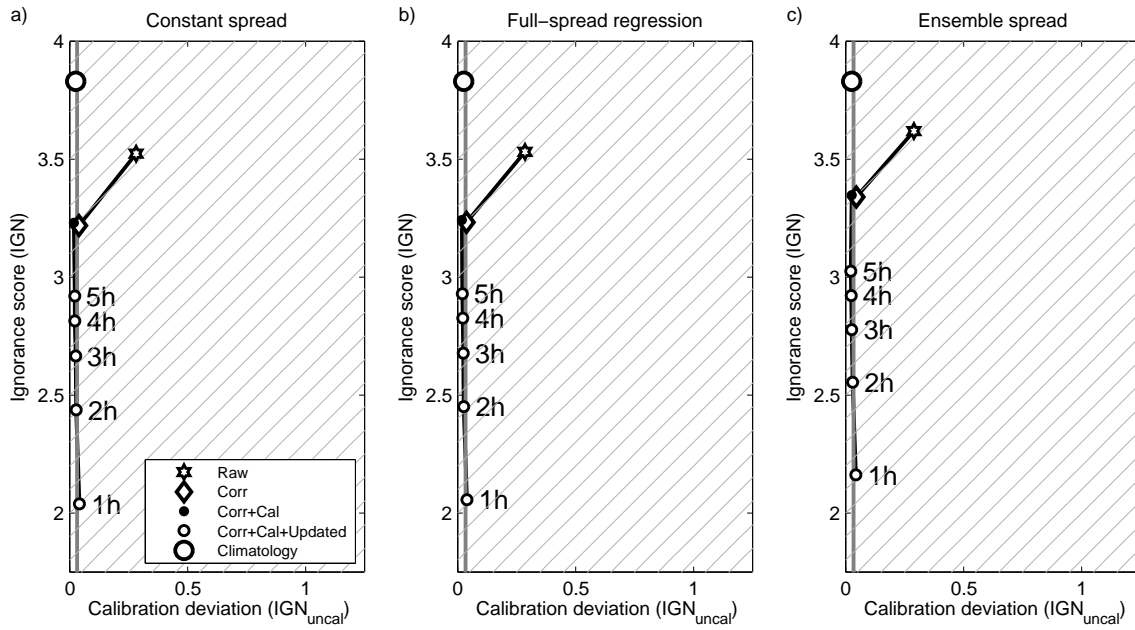 a) Constant spread
4
3.5
3
2.5
2
Ignorance score (IGN)
5h
4h
3h
2h
1h
Raw
Corr
Corr+Cal
Corr+Cal+Updated
Climatology
0 0.5 1
Calibration deviation (IGN_uncal)
b) Full−spread regression
4
3.5
3
2.5
2
Ignorance score (IGN)
5h
4h
3h
2h
1h
0 0.5 1
Calibration deviation (IGN_uncal)
c) Ensemble spread
4
3.5
3
2.5
2
Ignorance score (IGN)
5h
4h
3h
2h
1h
0 0.5 1
Calibration deviation (IGN_uncal)